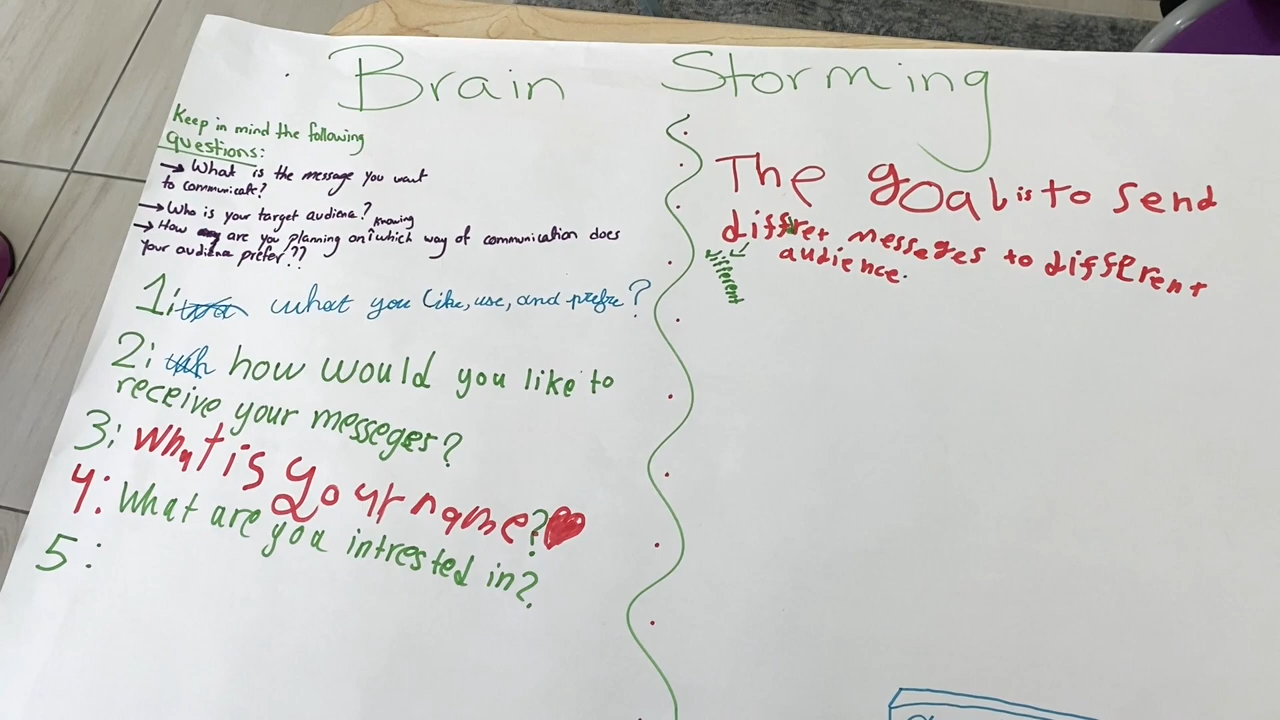 Brain Storming
Keep in mind the following
questions:
→ What is the message you want
to communicate?
→ Who is your target audience?
→ How are you planning on knowing which way of communication does
your audience prefer??
1: what you like, use, and prefre?
2: how would you like to
receive your messeges?
3: What is your name?
4: What are you intrested in?
5:
The goal is to send
diffret messeges to different
different
audience.